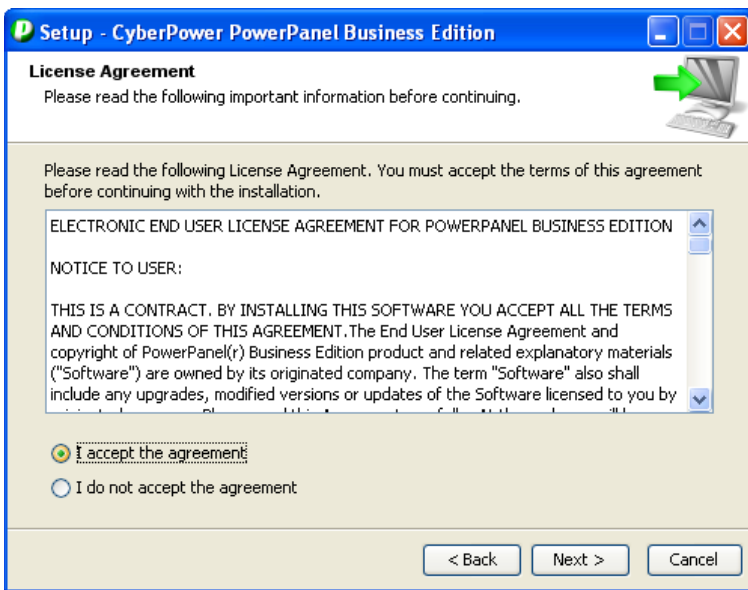 Setup - CyberPower PowerPanel Business Edition
License Agreement
Please read the following important information before continuing.
Please read the following License Agreement. You must accept the terms of this agreement
before continuing with the installation.
ELECTRONIC END USER LICENSE AGREEMENT FOR POWERPANEL BUSINESS EDITION
NOTICE TO USER:
THIS IS A CONTRACT. BY INSTALLING THIS SOFTWARE YOU ACCEPT ALL THE TERMS
AND CONDITIONS OF THIS AGREEMENT.The End User License Agreement and
copyright of PowerPanel(r) Business Edition product and related explanatory materials
("Software") are owned by its originated company. The term "Software" also shall
include any upgrades, modified versions or updates of the Software licensed to you by
I accept the agreement
I do not accept the agreement
< Back
Next >
Cancel